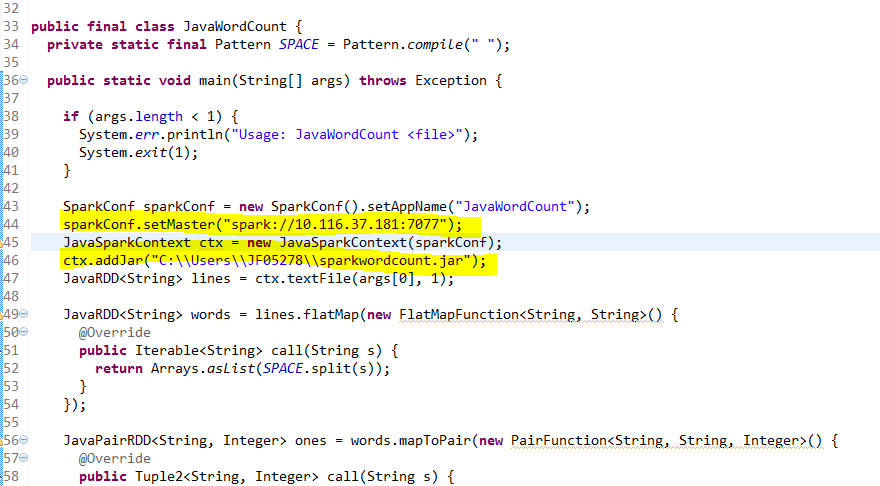 32
33 public final class JavaWordCount {
34 private static final Pattern SPACE = Pattern.compile(" ");
35
36 public static void main(String[] args) throws Exception {
37
38 if (args.length < 1) {
39 System.err.println("Usage: JavaWordCount <file>");
40 System.exit(1);
41 }
42
43 SparkConf sparkConf = new SparkConf().setAppName("JavaWordCount");
44 sparkConf.setMaster("spark://10.116.37.181:7077");
45 JavaSparkContext ctx = new JavaSparkContext(sparkConf);
46 ctx.addJar("C:\\Users\\JF05278\\sparkwordcount.jar");
47 JavaRDD<String> lines = ctx.textFile(args[0], 1);
48
49 JavaRDD<String> words = lines.flatMap(new FlatMapFunction<String, String>() {
50 @Override
51 public Iterable<String> call(String s) {
52 return Arrays.asList(SPACE.split(s));
53 }
54 });
55
56 JavaPairRDD<String, Integer> ones = words.mapToPair(new PairFunction<String, String, Integer>() {
57 @Override
58 public Tuple2<String, Integer> call(String s) {